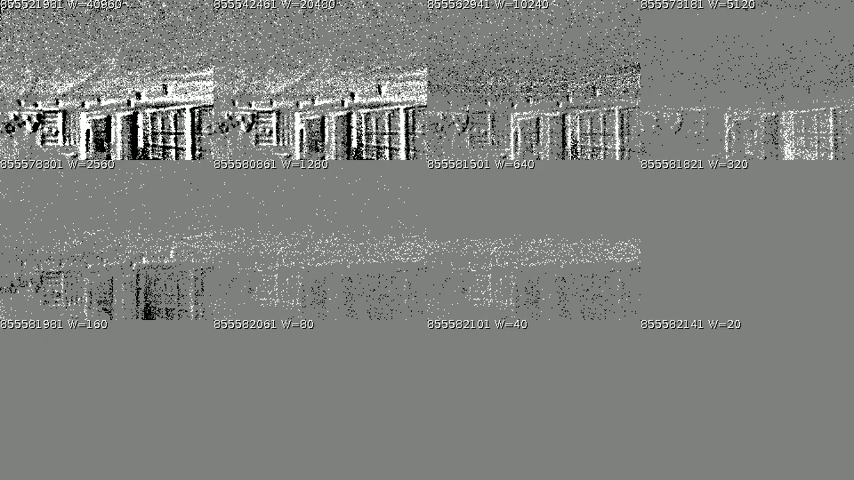 855521981 W=40960
855542461 W=20480
855562941 W=10240
855573181 W=5120
855578301 W=2560
855580861 W=1280
855581501 W=640
855581821 W=320
855581981 W=160
855582061 W=80
855582101 W=40
855582141 W=20